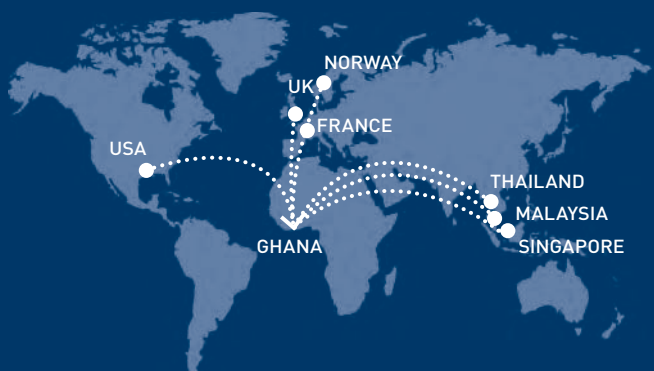 NORWAY
UK
FRANCE
USA
THAILAND
MALAYSIA
GHANA
SINGAPORE